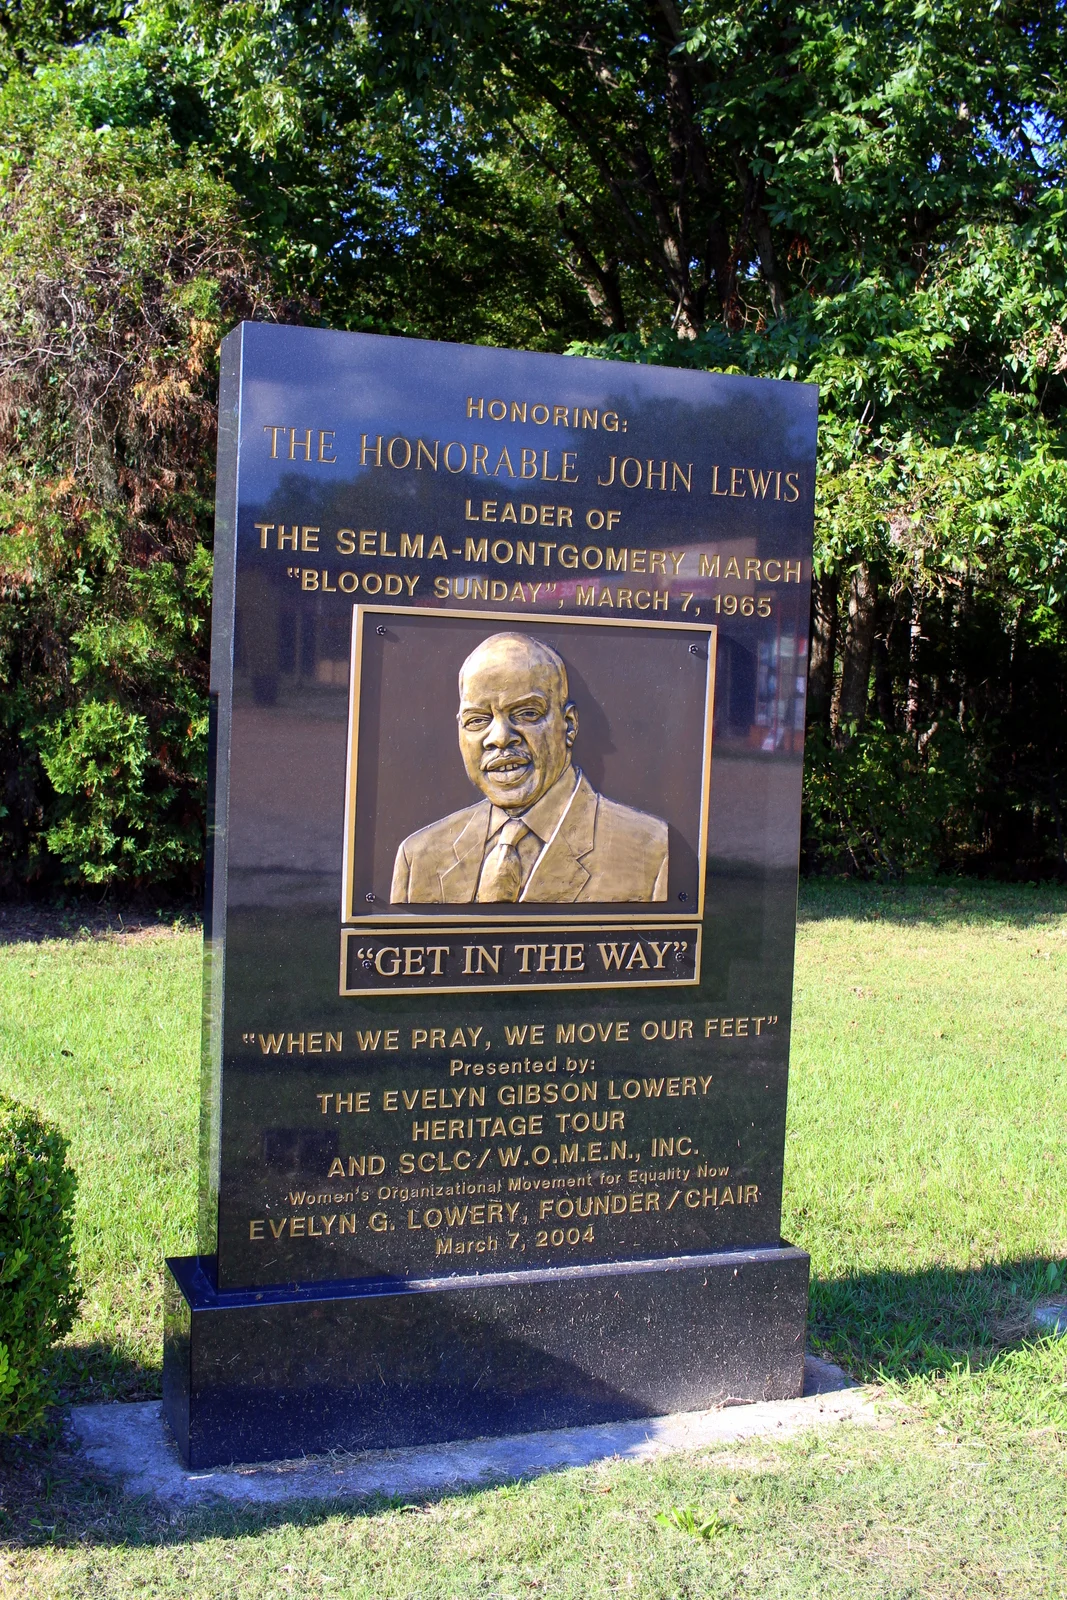 HONORING:
THE HONORABLE JOHN LEWIS
LEADER OF
THE SELMA-MONTGOMERY MARCH
"BLOODY SUNDAY", MARCH 7, 1965
"GET IN THE WAY"
"WHEN WE PRAY, WE MOVE OUR FEET"
Presented by:
THE EVELYN GIBSON LOWERY
HERITAGE TOUR
AND SCLC/W.O.M.E.N., INC.
Women's Organizational Movement for Equality Now
EVELYN G. LOWERY, FOUNDER/CHAIR
March 7, 2004